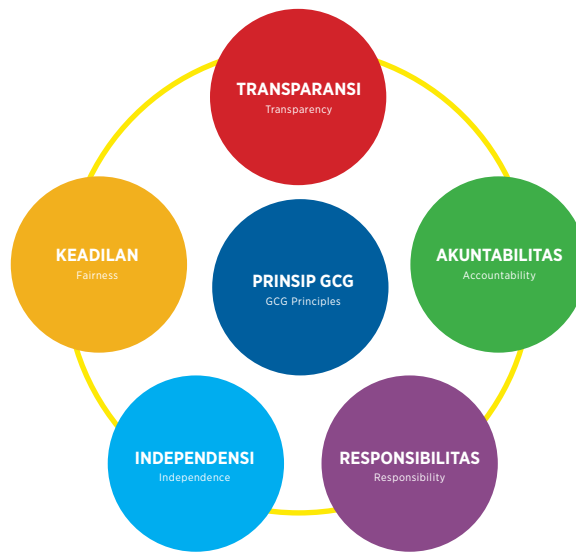 TRANSPARANSI
Transparency
KEADILAN
Fairness
PRINSIP GCG
GCG Principles
AKUNTABILITAS
Accountability
INDEPENDENSI
Independence
RESPONSIBILITAS
Responsibility